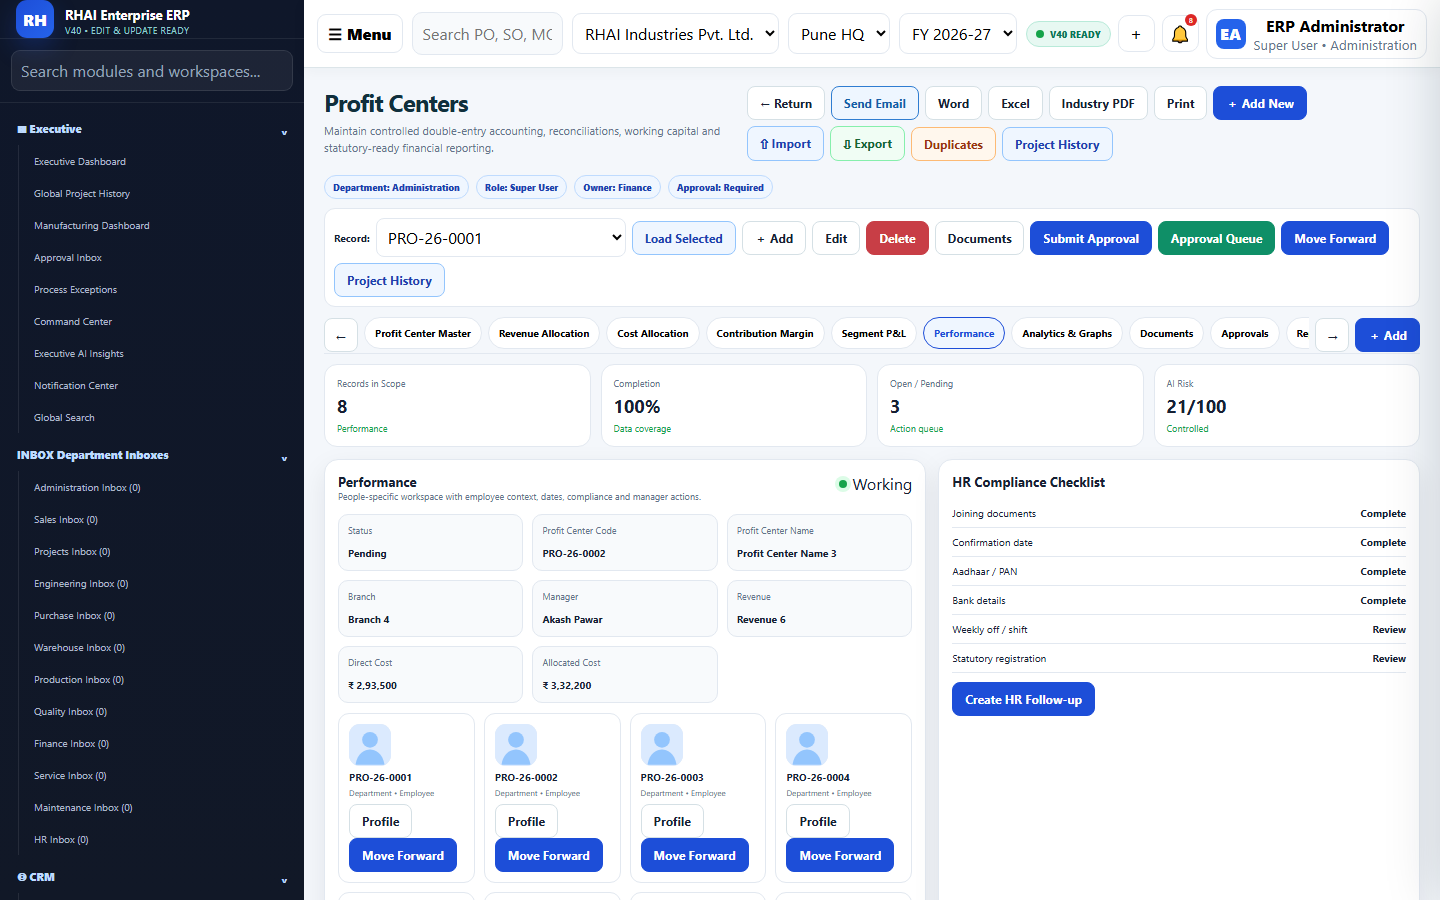 RH
RHAI Enterprise ERP
V40 • EDIT & UPDATE READY
Search modules and workspaces...
Executive
Executive Dashboard
Global Project History
Manufacturing Dashboard
Approval Inbox
Process Exceptions
Command Center
Executive AI Insights
Notification Center
Global Search
INBOX Department Inboxes
Administration Inbox (0)
Sales Inbox (0)
Projects Inbox (0)
Engineering Inbox (0)
Purchase Inbox (0)
Warehouse Inbox (0)
Production Inbox (0)
Quality Inbox (0)
Finance Inbox (0)
Service Inbox (0)
Maintenance Inbox (0)
HR Inbox (0)
CRM
☰ Menu
Search PO, SO, MO
RHAI Industries Pvt. Ltd.
Pune HQ
FY 2026-27
V40 READY
+
8
EA
ERP Administrator
Super User • Administration
Profit Centers
Maintain controlled double-entry accounting, reconciliations, working capital and
statutory-ready financial reporting.
← Return
Send Email
Word
Excel
Industry PDF
Print
+ Add New
⇧ Import
⇩ Export
Duplicates
Project History
Department: Administration
Role: Super User
Owner: Finance
Approval: Required
Record:
PRO-26-0001
Load Selected
+ Add
Edit
Delete
Documents
Submit Approval
Approval Queue
Move Forward
Project History
←
Profit Center Master
Revenue Allocation
Cost Allocation
Contribution Margin
Segment P&L
Performance
Analytics & Graphs
Documents
Approvals
Re
→
+ Add
Records in Scope
8
Performance
Completion
100%
Data coverage
Open / Pending
3
Action queue
AI Risk
21/100
Controlled
Performance
People-specific workspace with employee context, dates, compliance and manager actions.
Working
Status
Pending
Profit Center Code
PRO-26-0002
Profit Center Name
Profit Center Name 3
Branch
Branch 4
Manager
Akash Pawar
Revenue
Revenue 6
Direct Cost
₹ 2,93,500
Allocated Cost
₹ 3,32,200
PRO-26-0001
Department • Employee
Profile
Move Forward
PRO-26-0002
Department • Employee
Profile
Move Forward
PRO-26-0003
Department • Employee
Profile
Move Forward
PRO-26-0004
Department • Employee
Profile
Move Forward
HR Compliance Checklist
Joining documents Complete
Confirmation date Complete
Aadhaar / PAN Complete
Bank details Complete
Weekly off / shift Review
Statutory registration Review
Create HR Follow-up